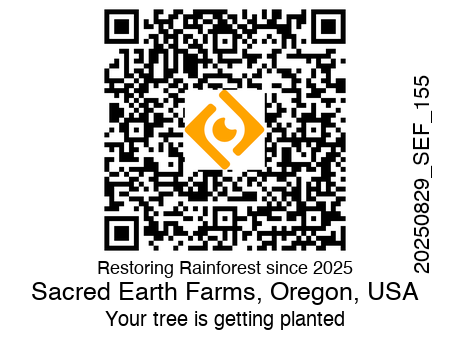 Restoring Rainforest since 2025
Sacred Earth Farms, Oregon, USA
Your tree is getting planted
20250829_SEF_155